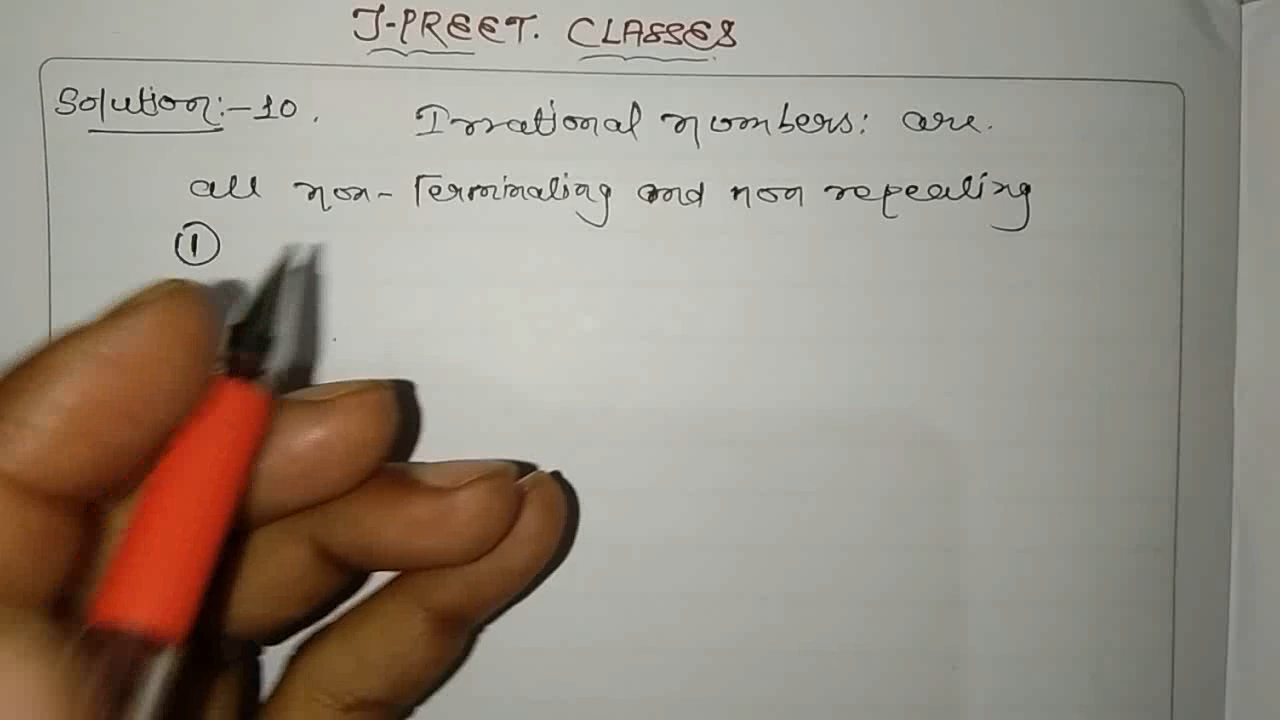 J-PREET. CLASSES
Solution:-10. Irrational numbers: are.
all non-Terminating and non repeating
①